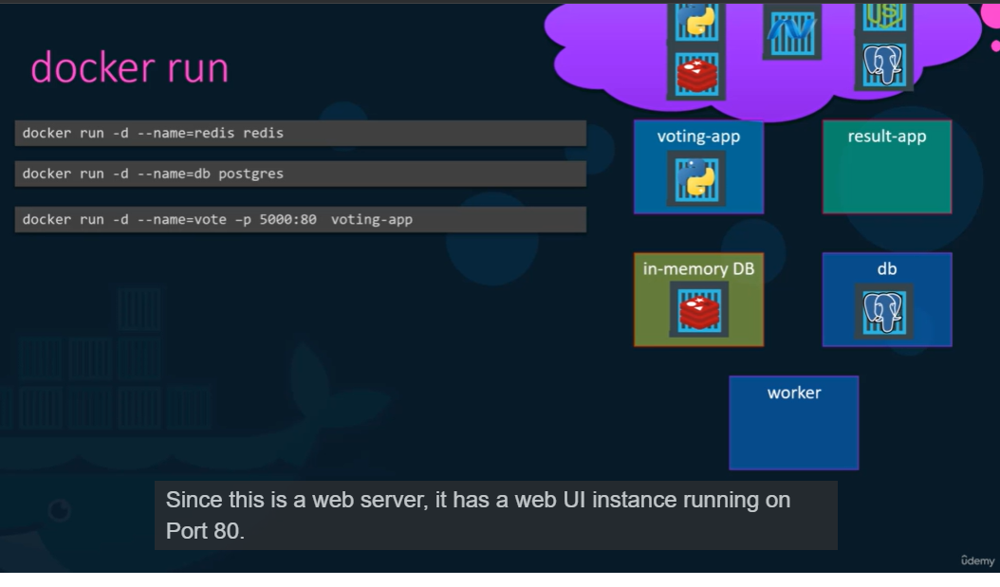 docker run
docker run -d --name=redis redis
docker run -d --name=db postgres
docker run -d --name=vote –p 5000:80 voting-app
JS
voting-app
result-app
in-memory DB
db
worker
Since this is a web server, it has a web UI instance running on
Port 80.
ûdemy